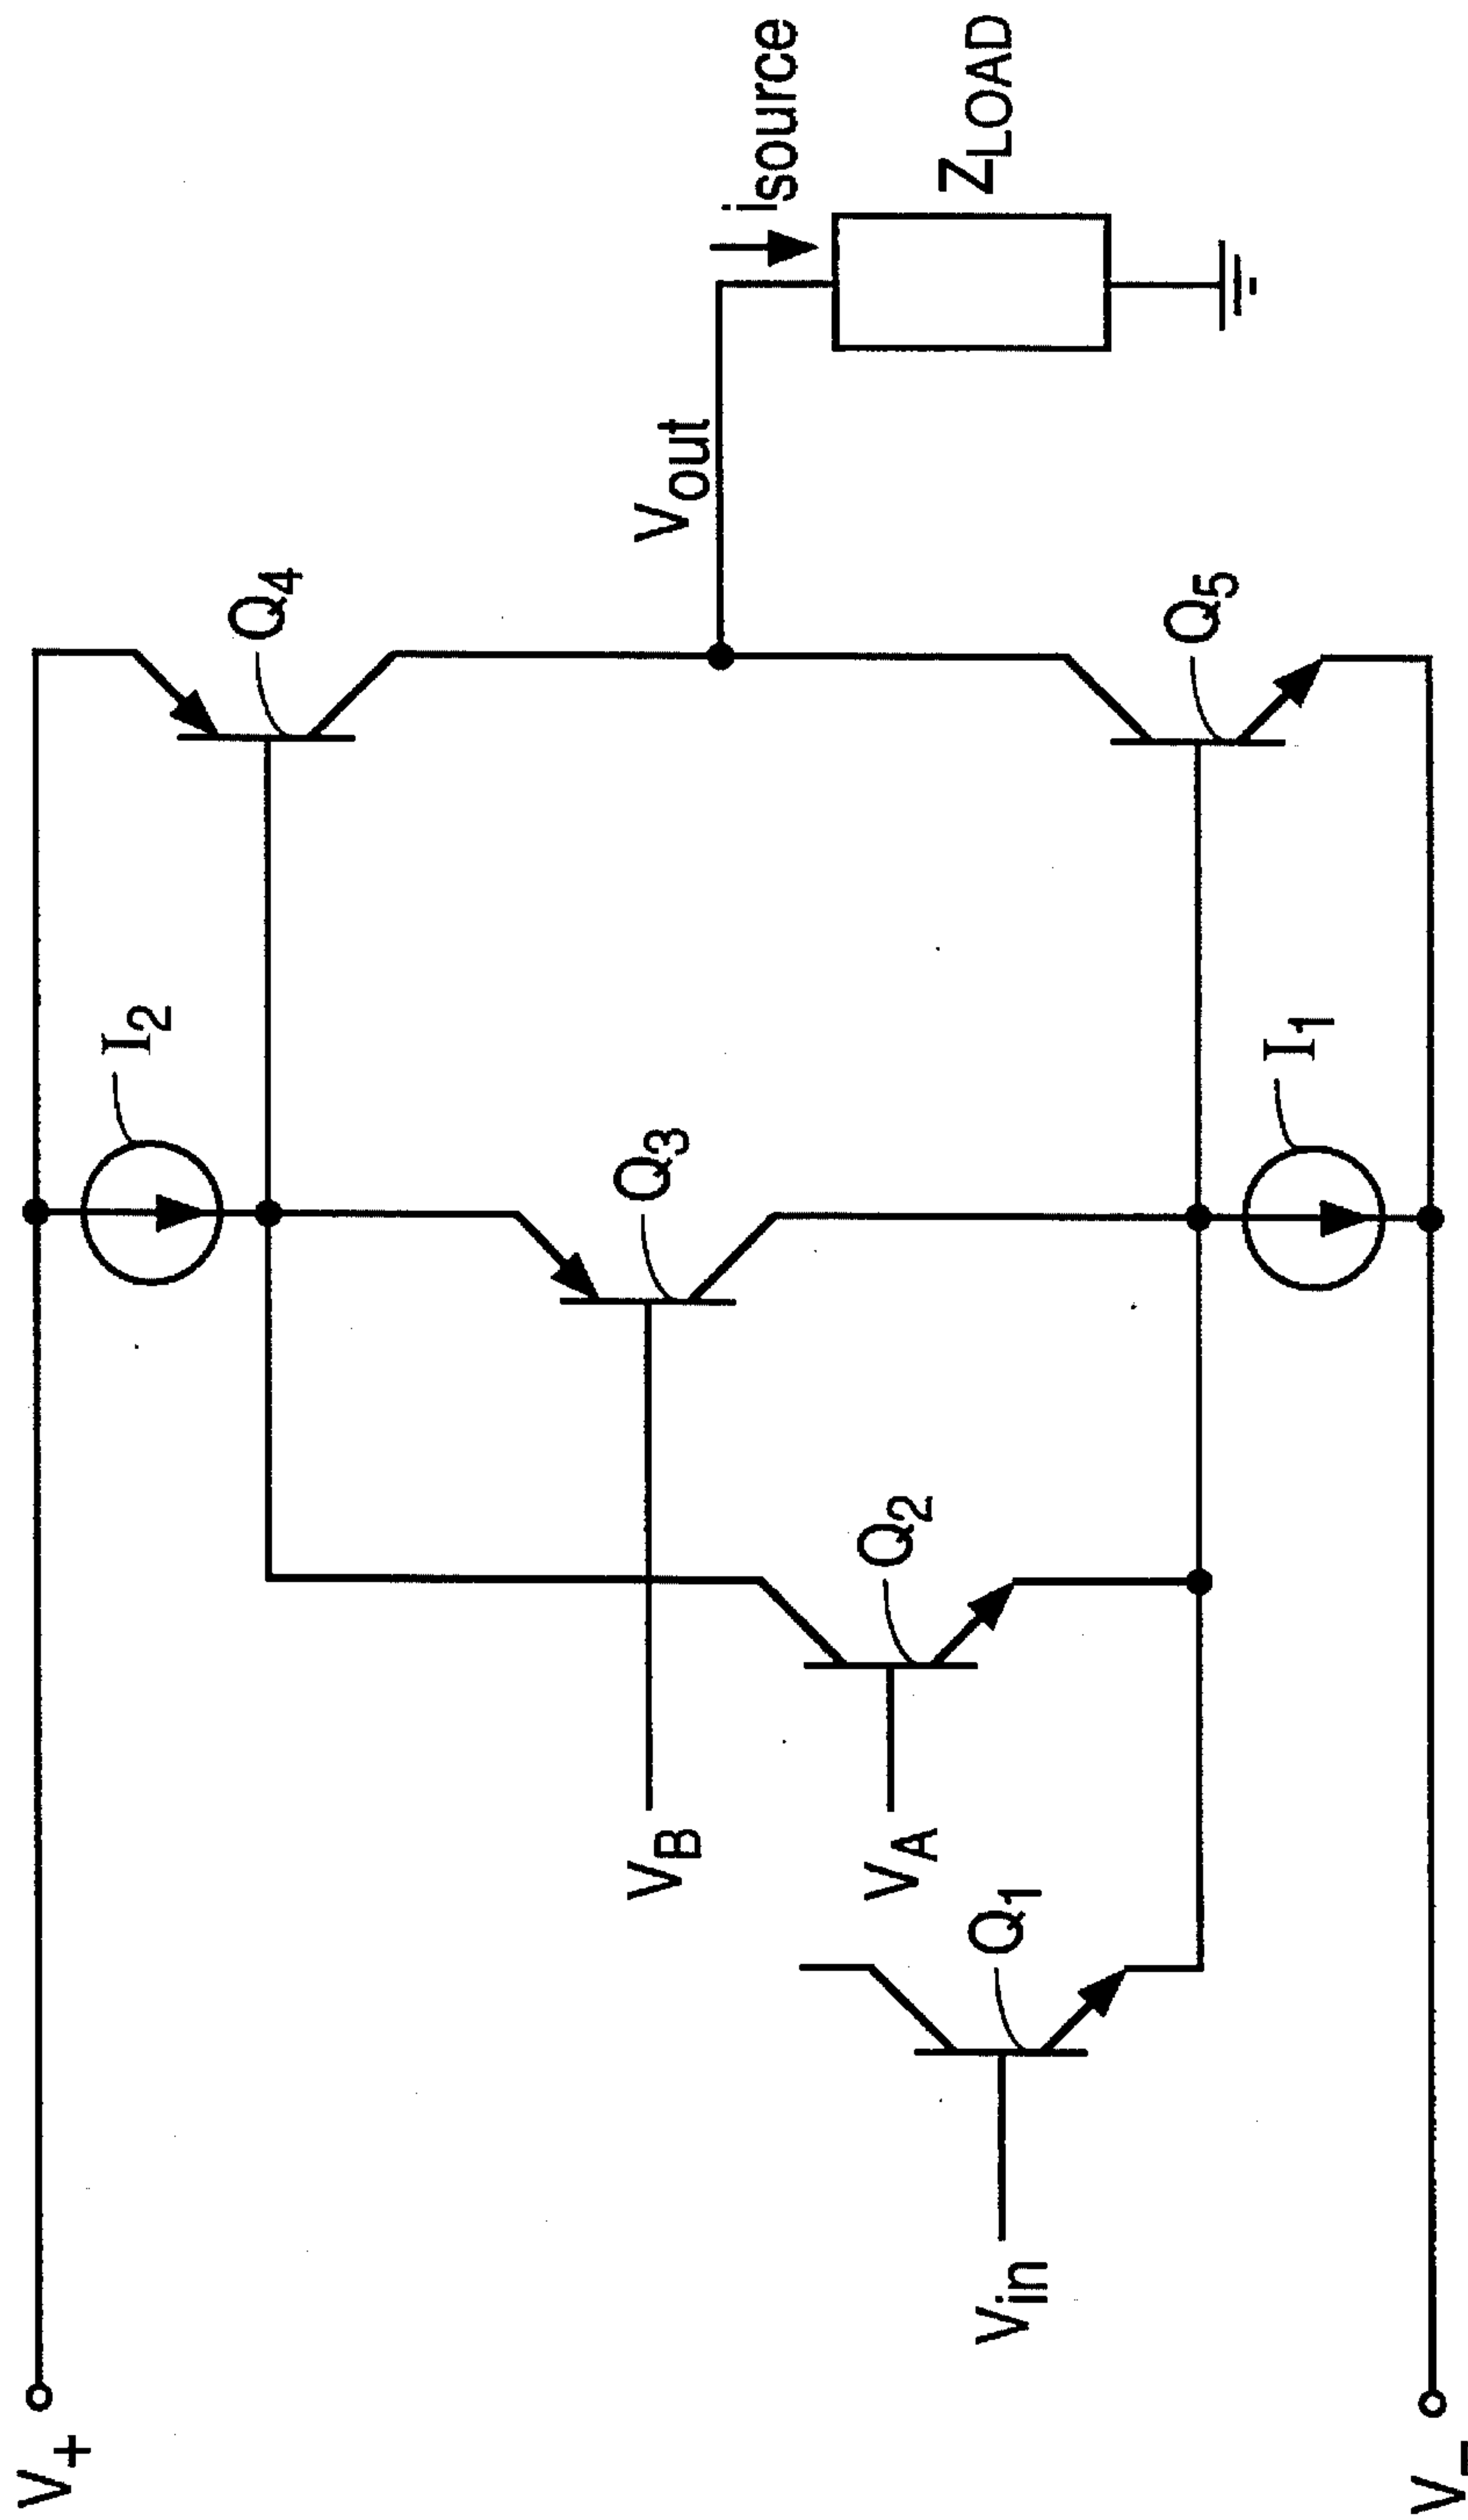 V+
I2
Q4
Vout
isource
ZLOAD
VB
Q3
VA
Q2
Vin
Q1
I1
Q5
V−